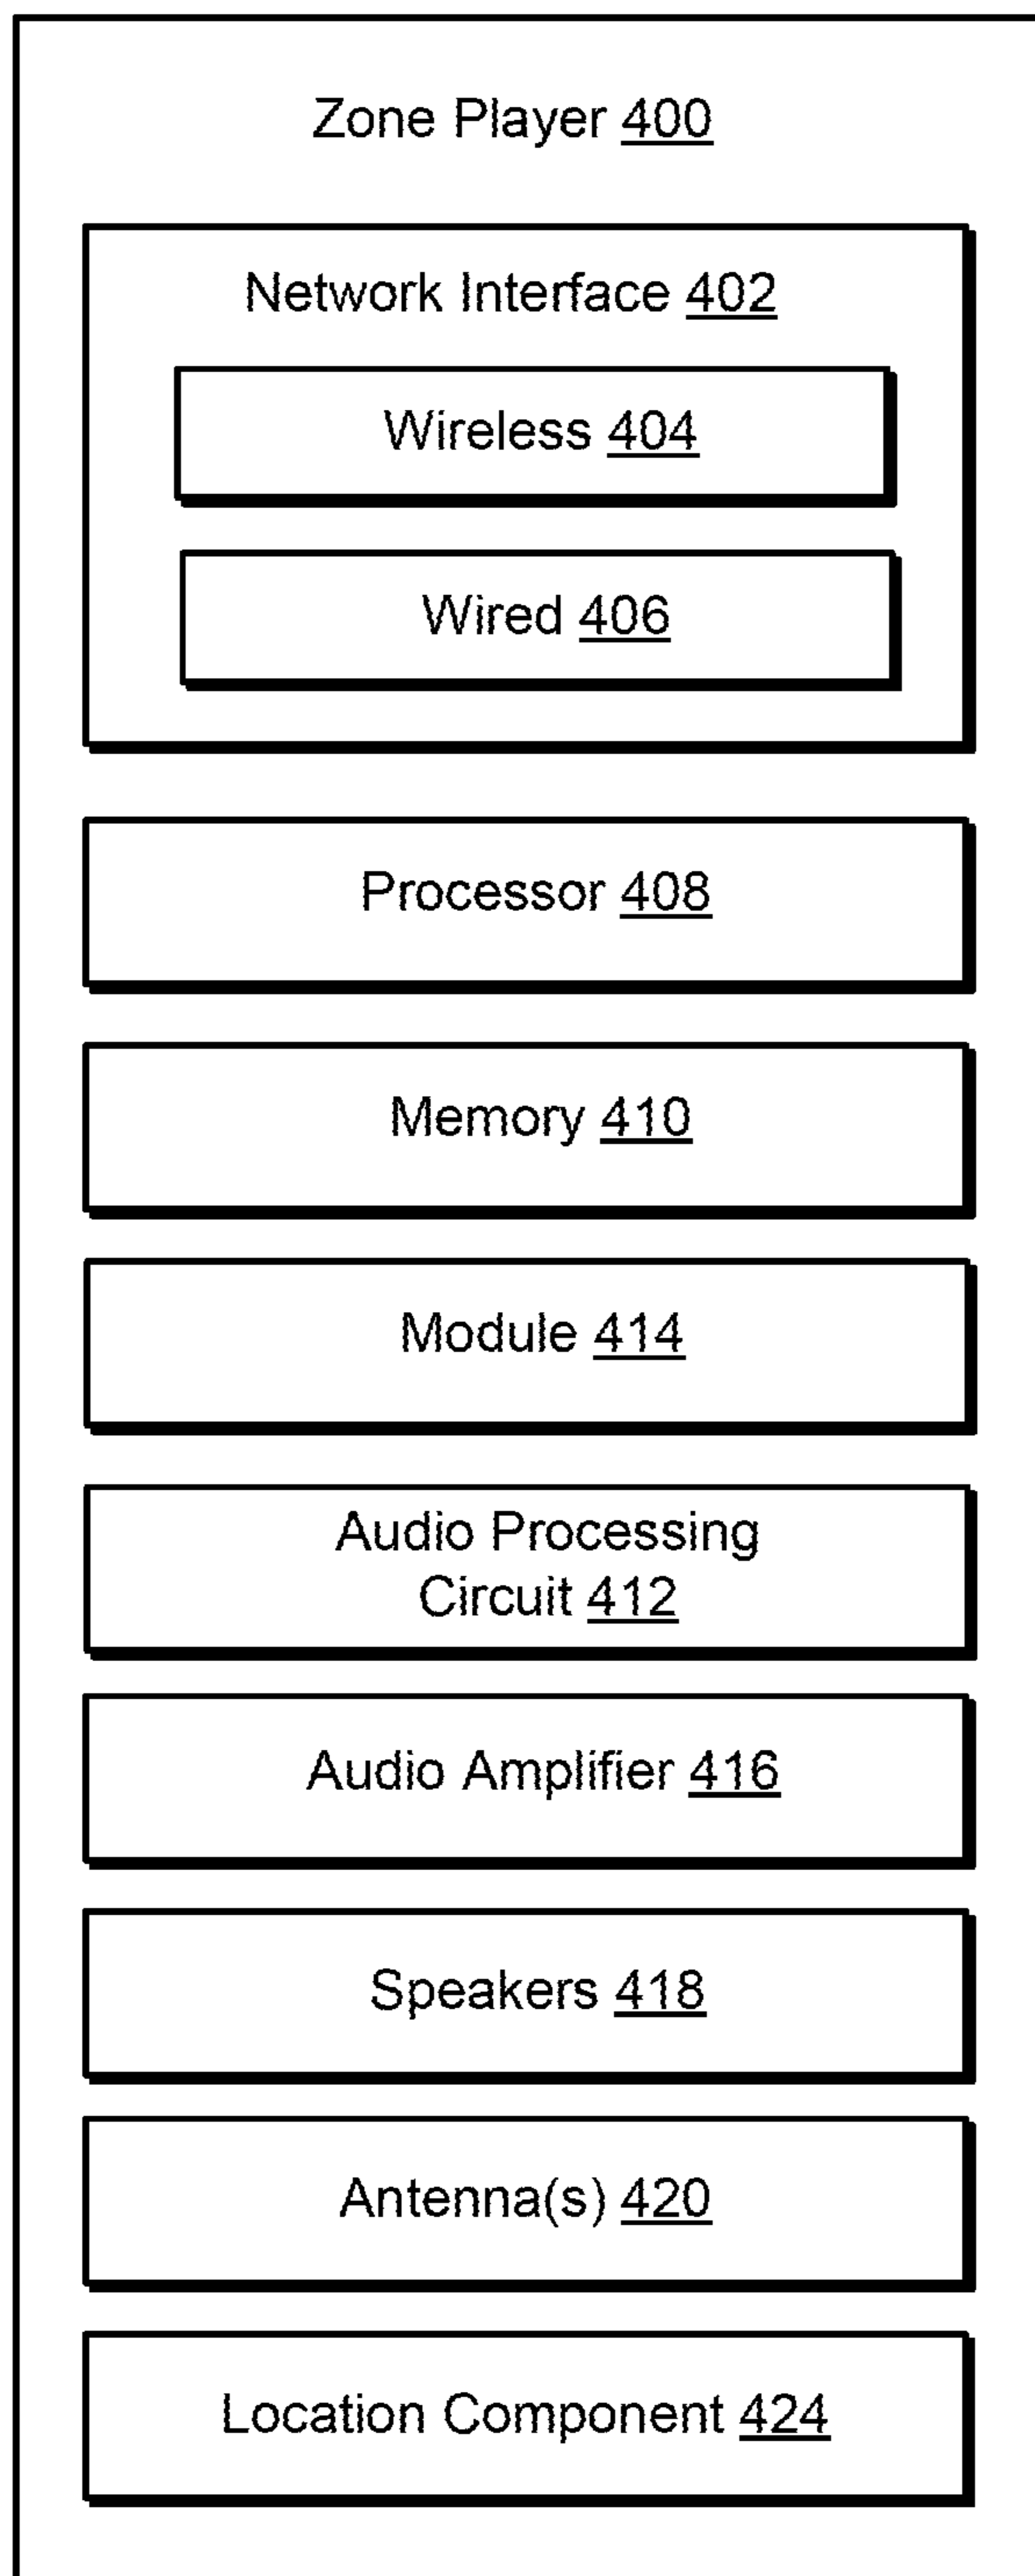 Zone Player 400
Network Interface 402
Wireless 404
Wired 406
Processor 408
Memory 410
Module 414
Audio Processing
Circuit 412
Audio Amplifier 416
Speakers 418
Antenna(s) 420
Location Component 424